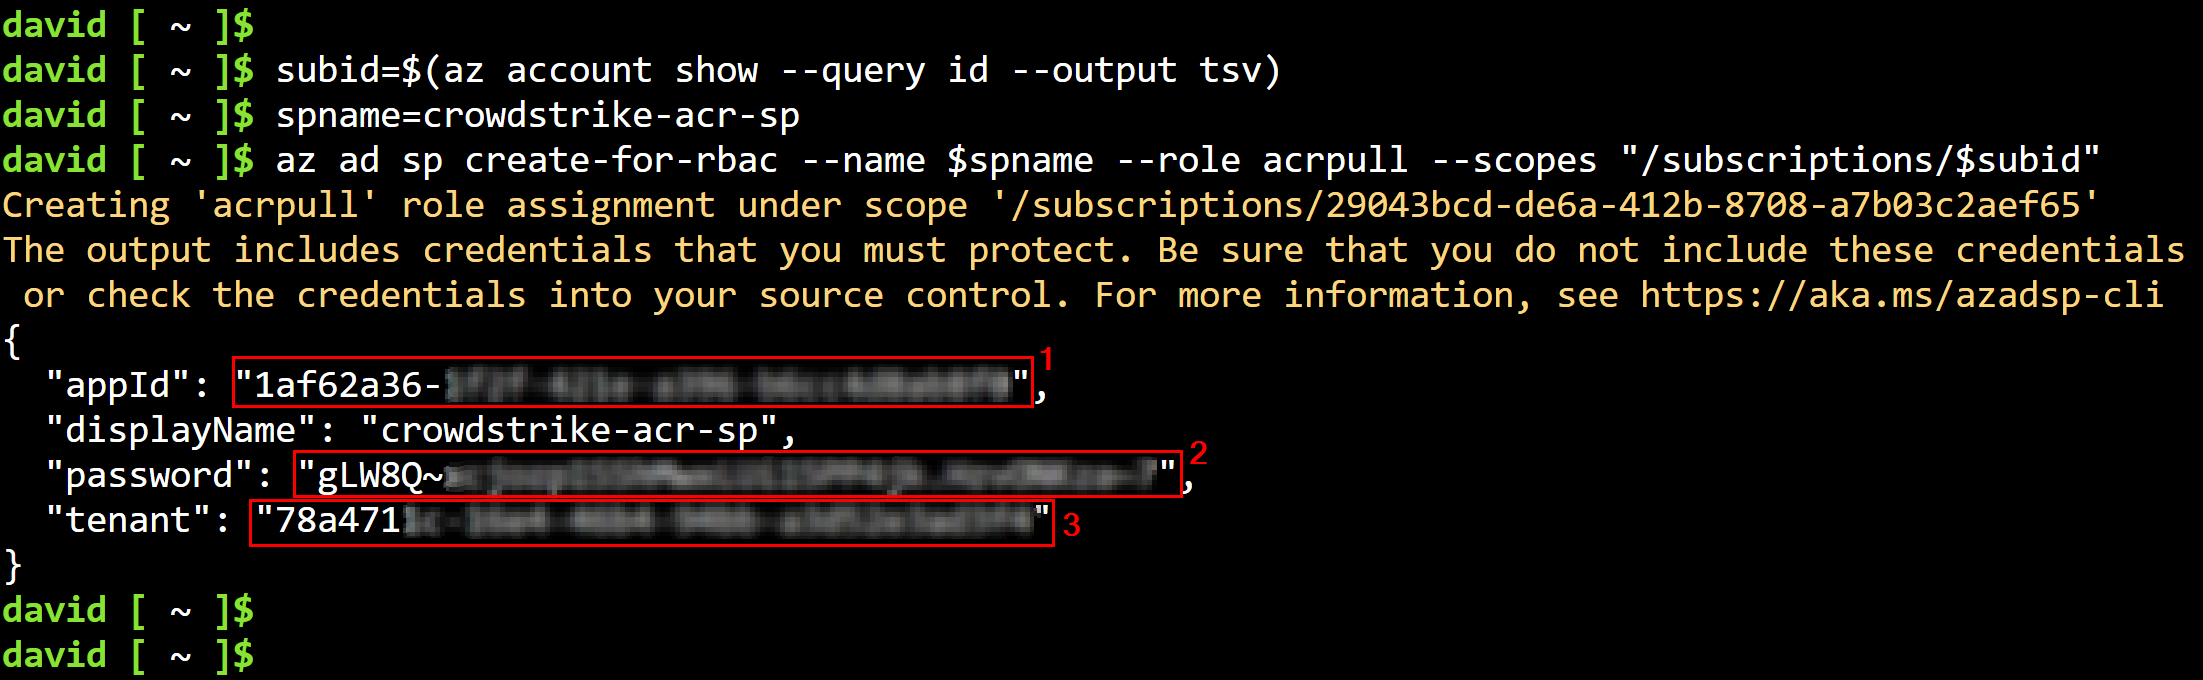 david [ ~ ]$
david [ ~ ]$ subid=$(az account show --query id --output tsv)
david [ ~ ]$ spname=crowdstrike-acr-sp
david [ ~ ]$ az ad sp create-for-rbac --name $spname --role acrpull --scopes "/subscriptions/$subid"
Creating 'acrpull' role assignment under scope '/subscriptions/29043bcd-de6a-412b-8708-a7b03c2aef65'
The output includes credentials that you must protect. Be sure that you do not include these credentials
or check the credentials into your source control. For more information, see https://aka.ms/azadsp-cli
{
"appId": "1af62a36-", 1
"displayName": "crowdstrike-acr-sp",
"password": "gLW8Q~", 2
"tenant": "78a471" 3
}
david [ ~ ]$
david [ ~ ]$